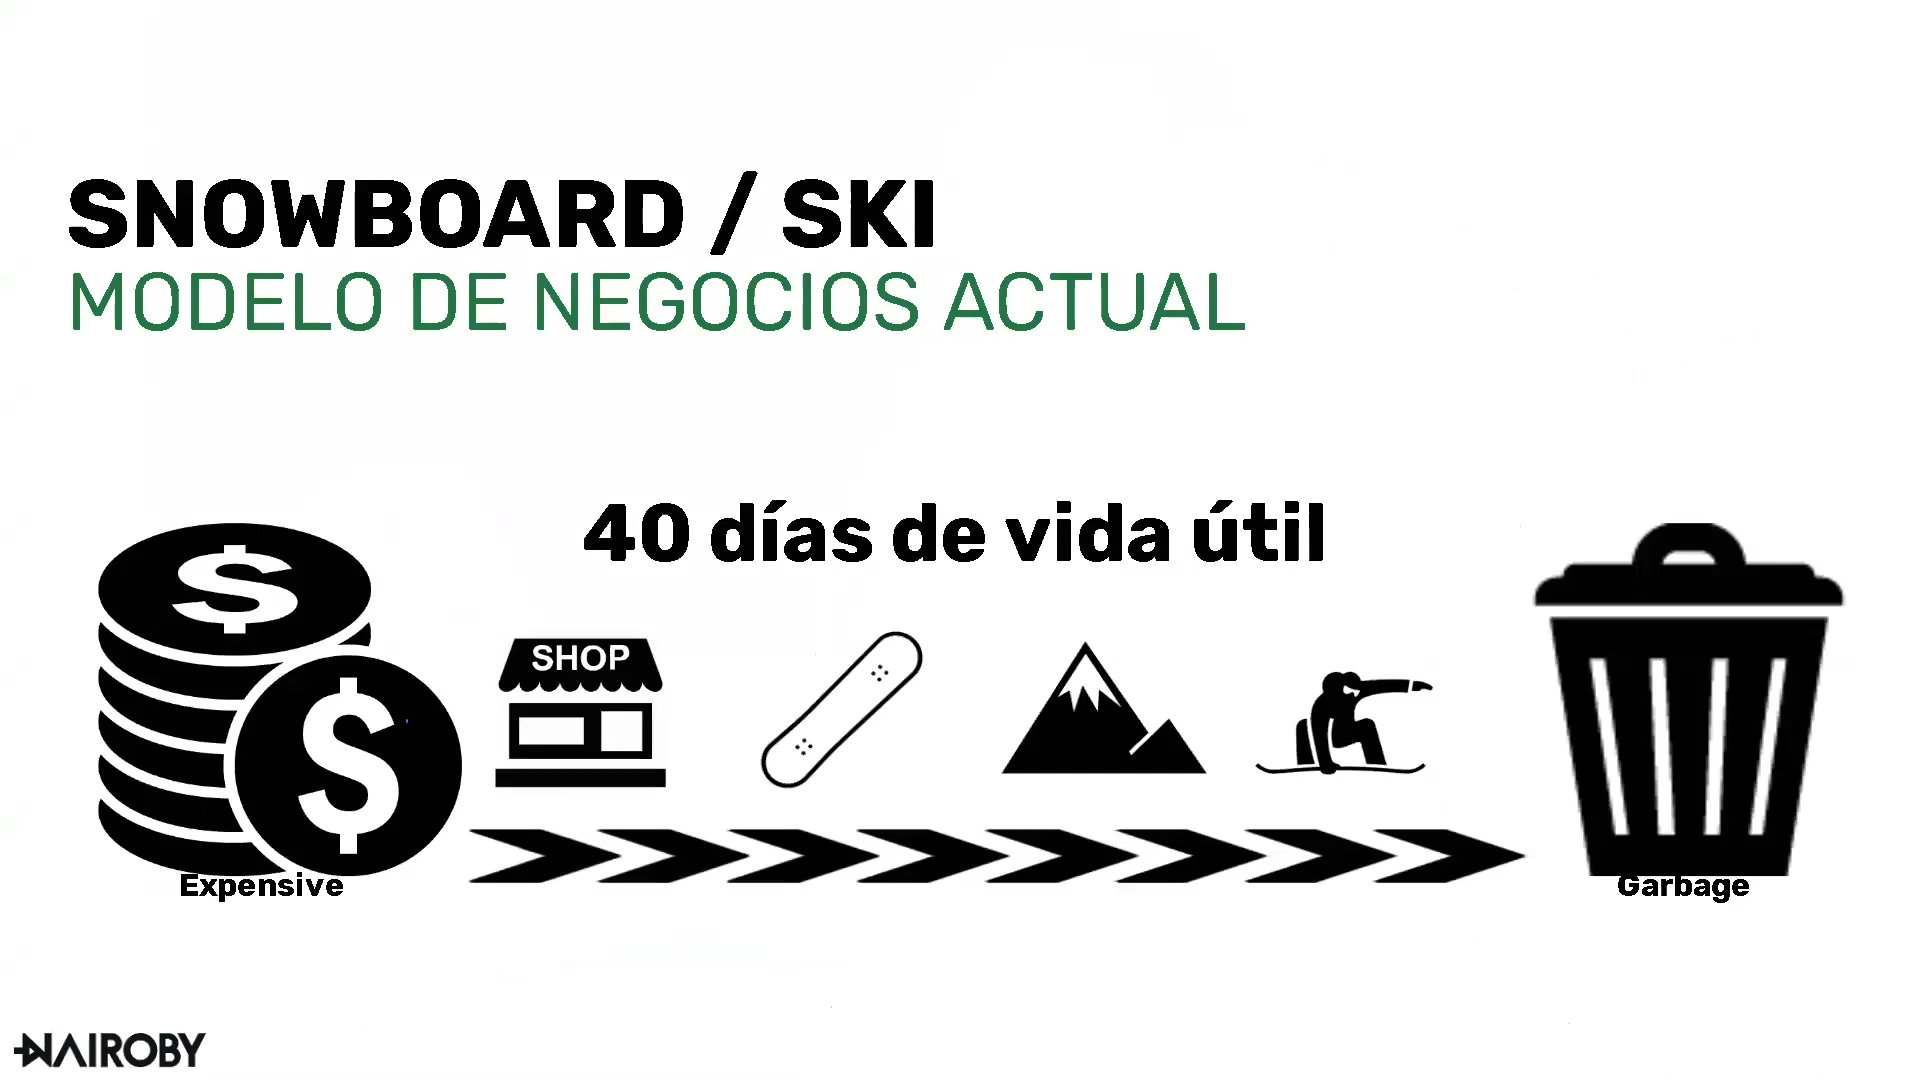 SNOWBOARD / SKI
MODELO DE NEGOCIOS ACTUAL
40 días de vida útil
$
SHOP
$
Expensive
Garbage
NAIROBY